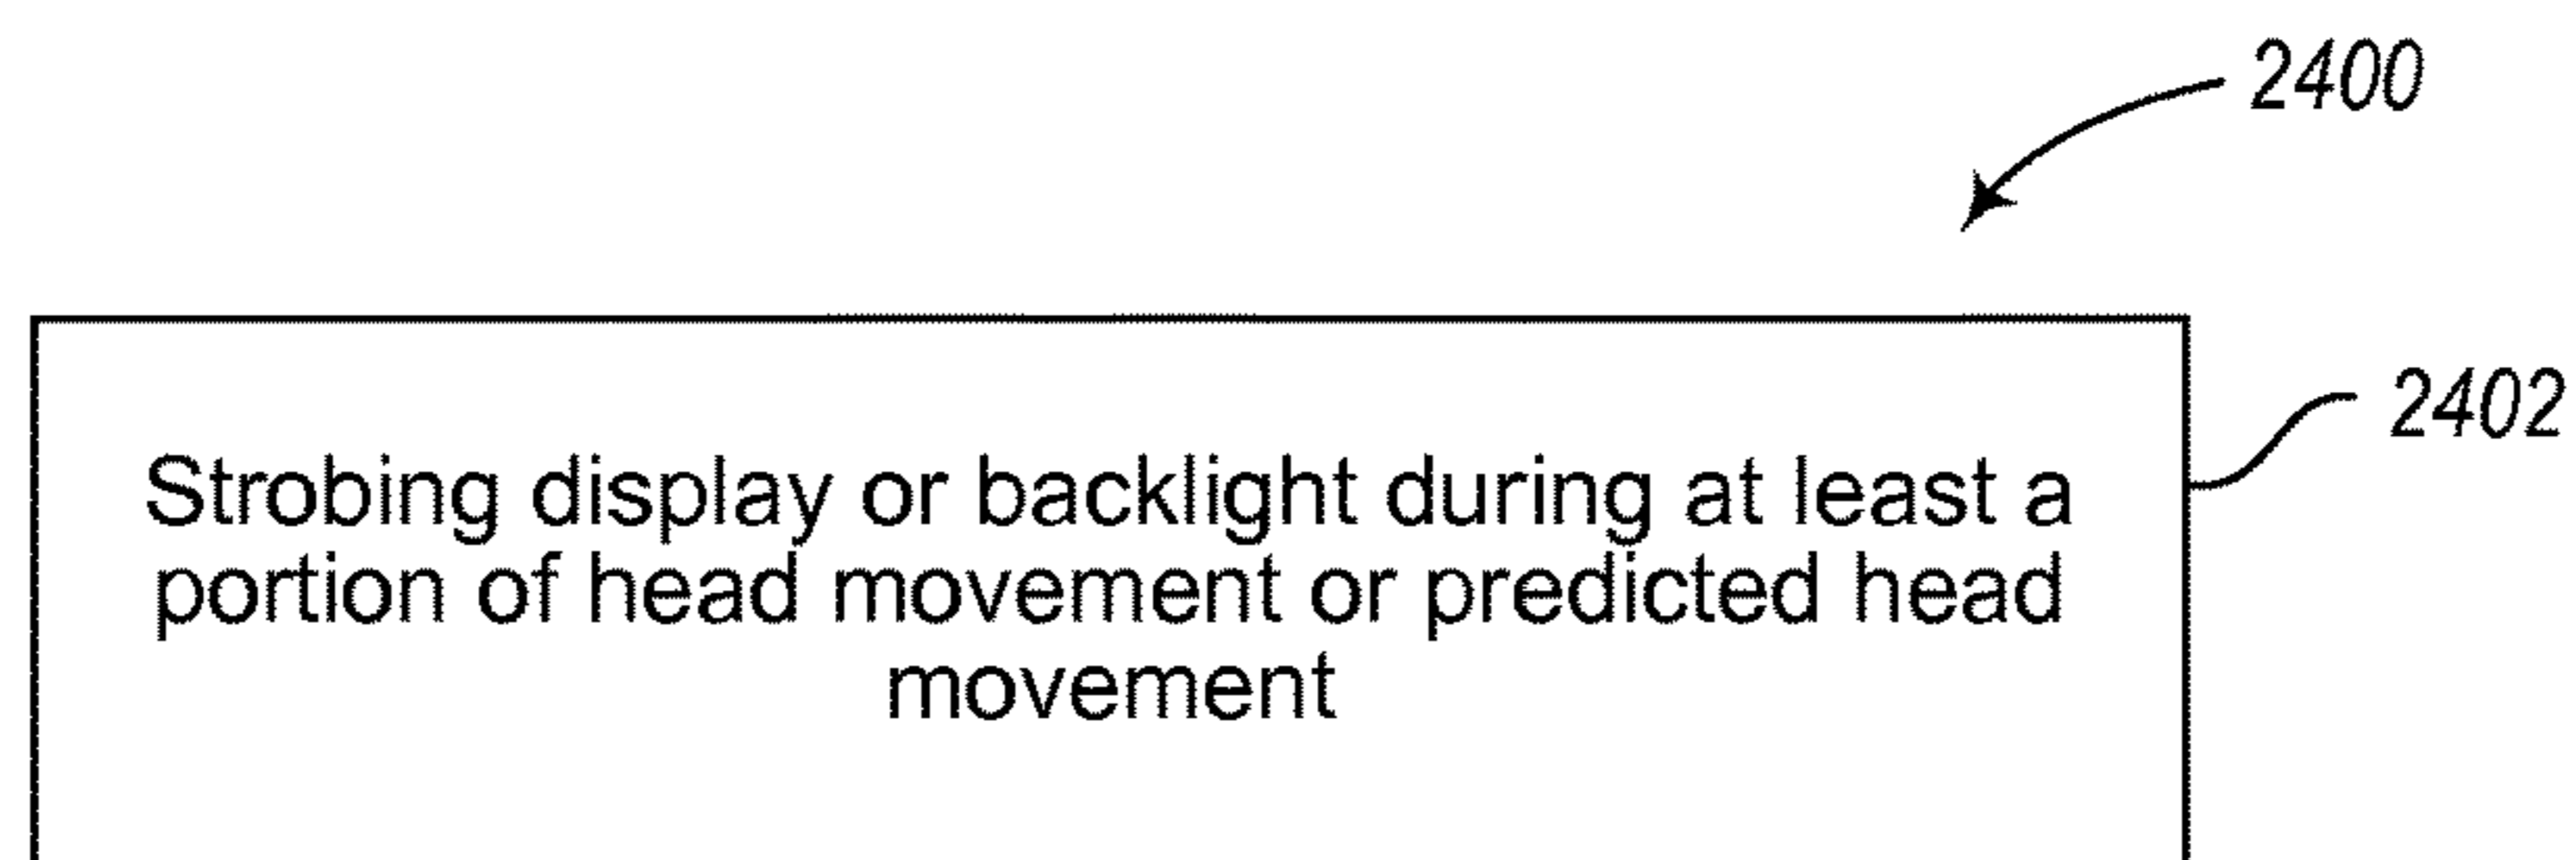 2400
2402
Strobing display or backlight during at least a
portion of head movement or predicted head
movement